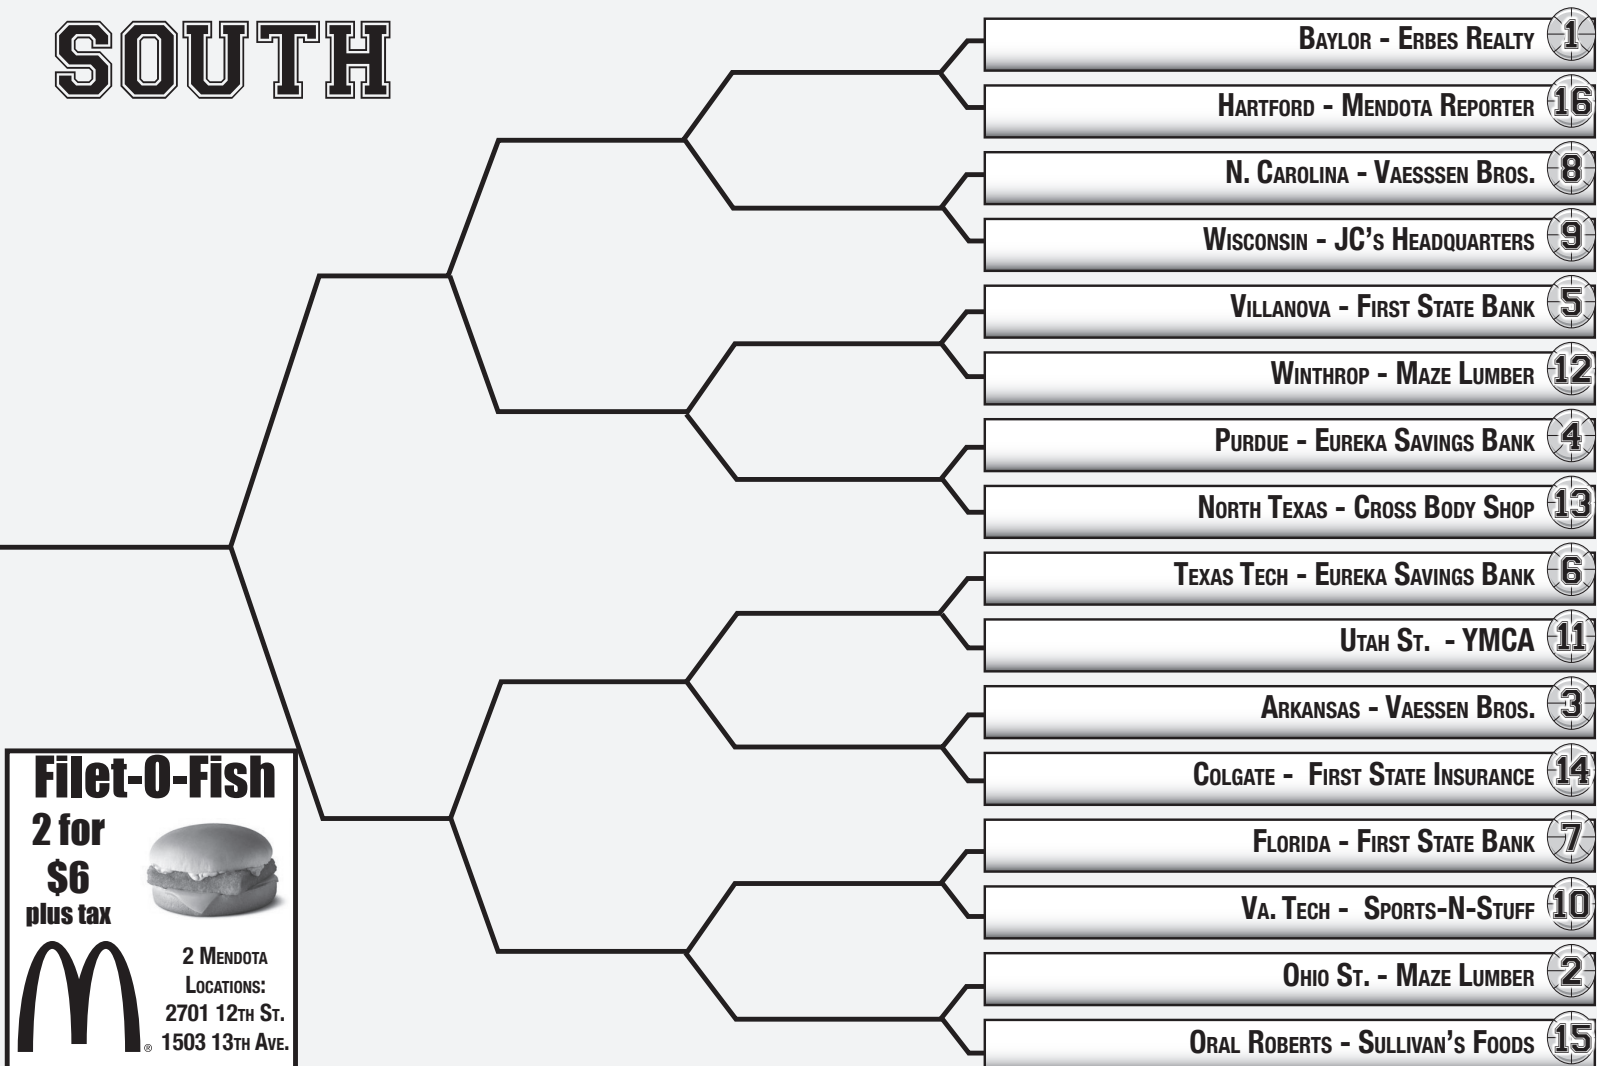 SOUTH
Baylor - Erbes Realty 1
Hartford - Mendota Reporter 16
N. Carolina - Vaesssen Bros. 8
Wisconsin - JC's Headquarters 9
Villanova - First State Bank 5
Winthrop - Maze Lumber 12
Purdue - Eureka Savings Bank 4
North Texas - Cross Body Shop 13
Texas Tech - Eureka Savings Bank 6
Utah St. - YMCA 11
Arkansas - Vaessen Bros. 3
Colgate - First State Insurance 14
Florida - First State Bank 7
Va. Tech - Sports-N-Stuff 10
Ohio St. - Maze Lumber 2
Oral Roberts - Sullivan's Foods 15
Filet-O-Fish
2 for
$6
plus tax
2 Mendota
Locations:
2701 12th St.
1503 13th Ave.
®